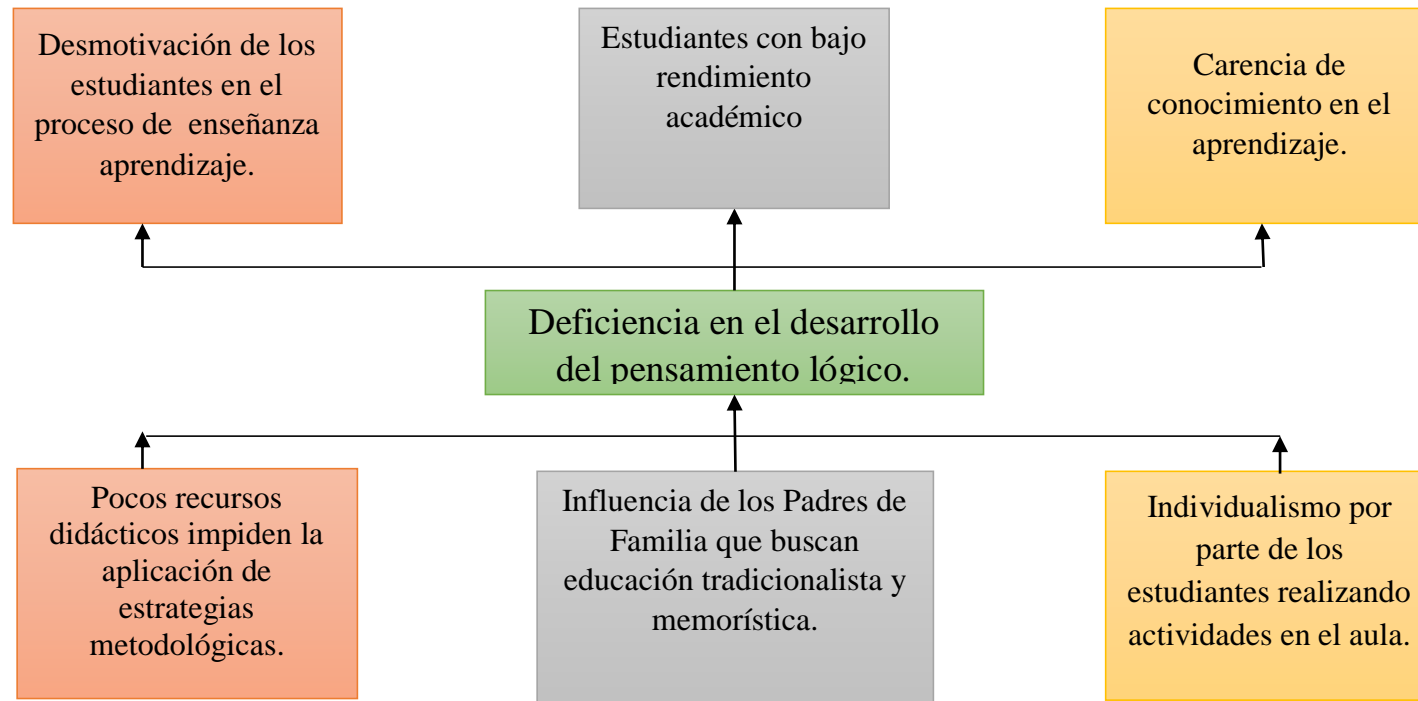 Desmotivación de los
estudiantes en el
proceso de  enseñanza
aprendizaje.
Estudiantes con bajo
rendimiento
académico
Carencia de
conocimiento en el
aprendizaje.
Deficiencia en el desarrollo
del pensamiento lógico.
Pocos recursos
didácticos impiden la
aplicación de
estrategias
metodológicas.
Influencia de los Padres de
Familia que buscan
educación tradicionalista y
memorística.
Individualismo por
parte de los
estudiantes realizando
actividades en el aula.